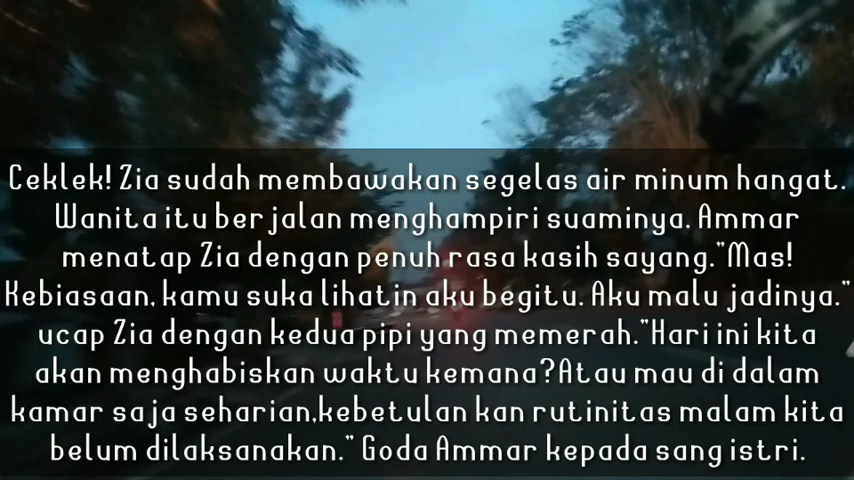 Ceklek! Zia sudah membawakan segelas air minum hangat.
Wanita itu berjalan menghampiri suaminya. Ammar
menatap Zia dengan penuh rasa kasih sayang."Mas!
Kebiasaan, kamu suka lihatin aku begitu. Aku malu jadinya."
ucap Zia dengan kedua pipi yang memerah."Hari ini kita
akan menghabiskan waktu kemana?Atau mau di dalam
kamar saja seharian,kebetulan kan rutinitas malam kita
belum dilaksanakan." Goda Ammar kepada sang istri.